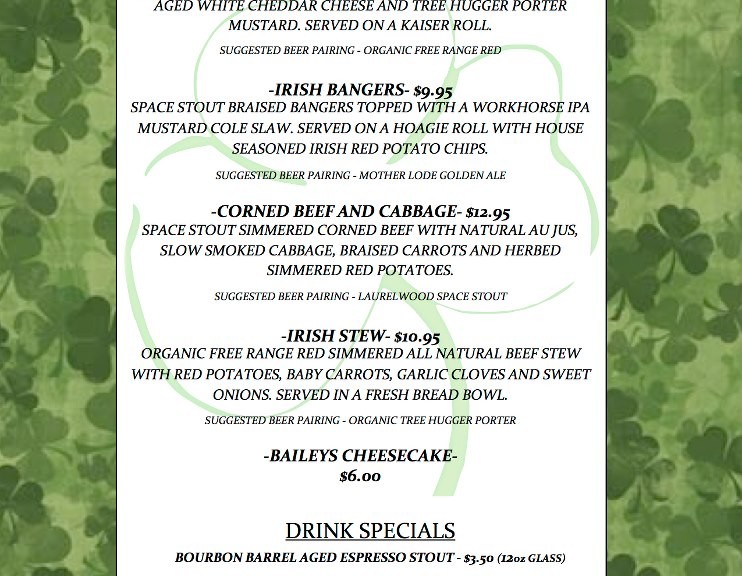 AGED WHITE CHEDDAR CHEESE AND TREE HUGGER PORTER
MUSTARD. SERVED ON A KAISER ROLL.
SUGGESTED BEER PAIRING - ORGANIC FREE RANGE RED
-IRISH BANGERS- $9.95
SPACE STOUT BRAISED BANGERS TOPPED WITH A WORKHORSE IPA
MUSTARD COLE SLAW. SERVED ON A HOAGIE ROLL WITH HOUSE
SEASONED IRISH RED POTATO CHIPS.
SUGGESTED BEER PAIRING - MOTHER LODE GOLDEN ALE
-CORNED BEEF AND CABBAGE- $12.95
SPACE STOUT SIMMERED CORNED BEEF WITH NATURAL AU JUS,
SLOW SMOKED CABBAGE, BRAISED CARROTS AND HERBED
SIMMERED RED POTATOES.
SUGGESTED BEER PAIRING - LAURELWOOD SPACE STOUT
-IRISH STEW- $10.95
ORGANIC FREE RANGE RED SIMMERED ALL NATURAL BEEF STEW
WITH RED POTATOES, BABY CARROTS, GARLIC CLOVES AND SWEET
ONIONS. SERVED IN A FRESH BREAD BOWL.
SUGGESTED BEER PAIRING - ORGANIC TREE HUGGER PORTER
-BAILEYS CHEESECAKE-
$6.00
DRINK SPECIALS
BOURBON BARREL AGED ESPRESSO STOUT - $3.50 (12oz GLASS)